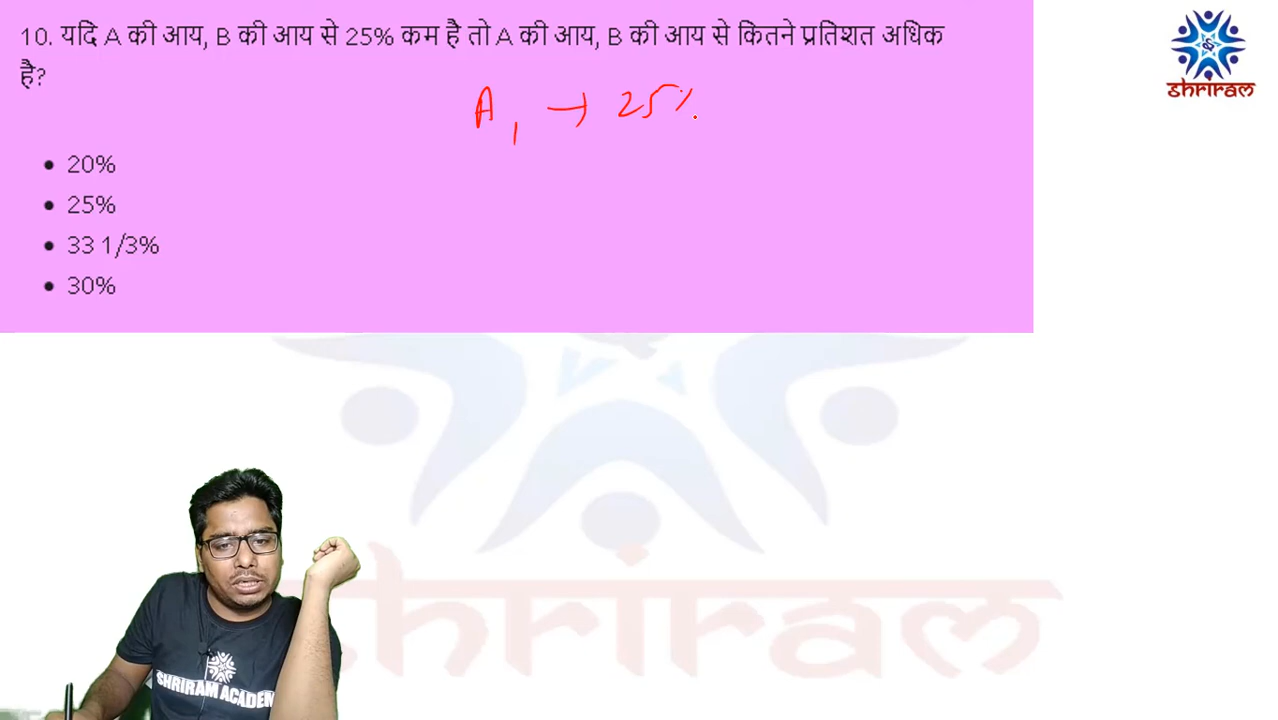 10. यदि A की आय, B की आय से 25% कम है तो A की आय, B की आय से कितने प्रतिशत अधिक
है?
A, → 25%
• 20%
• 25%
• 33 1/3%
• 30%
shriram
shriram
SHRIRAM ACADEM